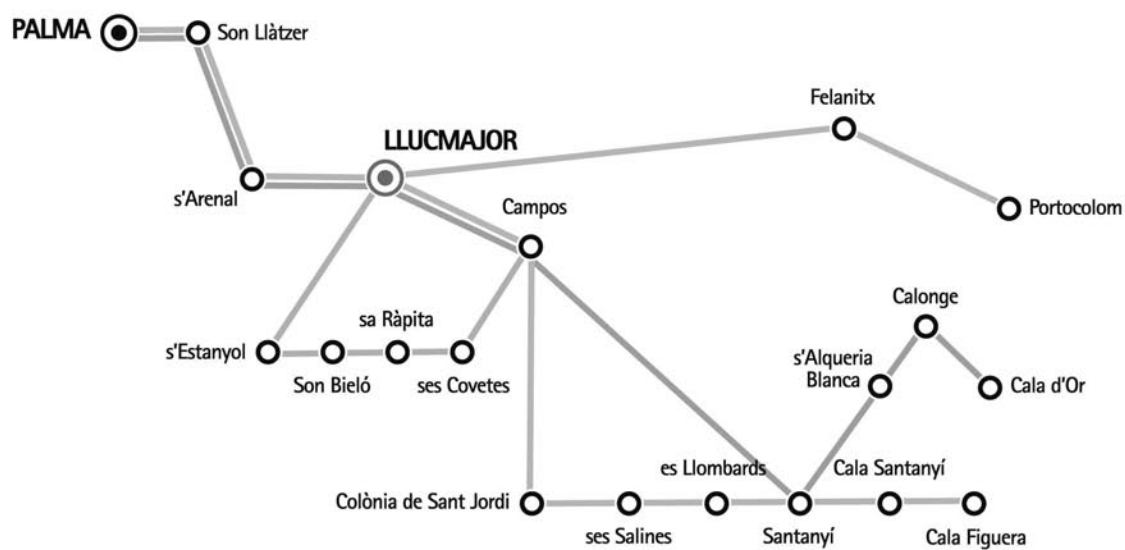 PALMA
Son Llàtzer
Felanitx
LLUCMAJOR
s'Arenal
Campos
Portocolom
Calonge
sa Ràpita
s'Estanyol
s'Alqueria
Blanca
Son Bieló
ses Covetes
Cala d'Or
es Llombards
Cala Santanyí
Colònia de Sant Jordi
ses Salines
Santanyí
Cala Figuera